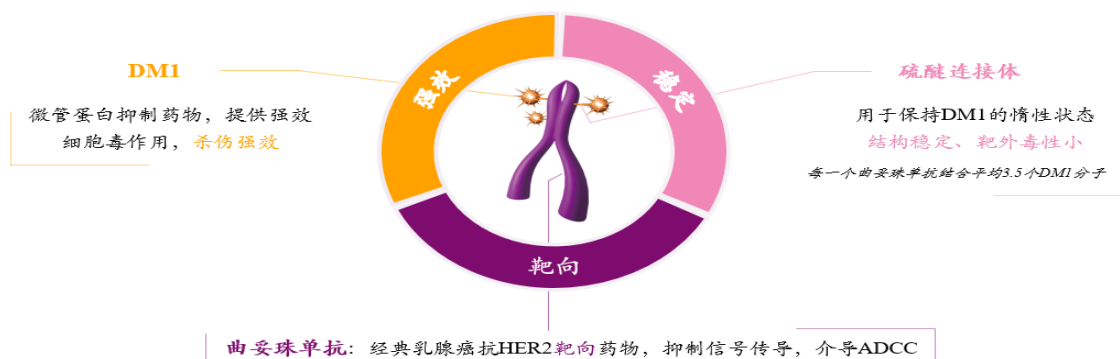 DM1
微管蛋白抑制药物，提供强效
细胞毒作用，杀伤强效
强效
稳定
靶向
硫醚连接体
用于保持DM1的惰性状态
结构稳定、靶外毒性小
每一个曲妥珠单抗结合平均3.5个DM1分子
曲妥珠单抗：经典乳腺癌抗HER2靶向药物，抑制信号传导，介导ADCC